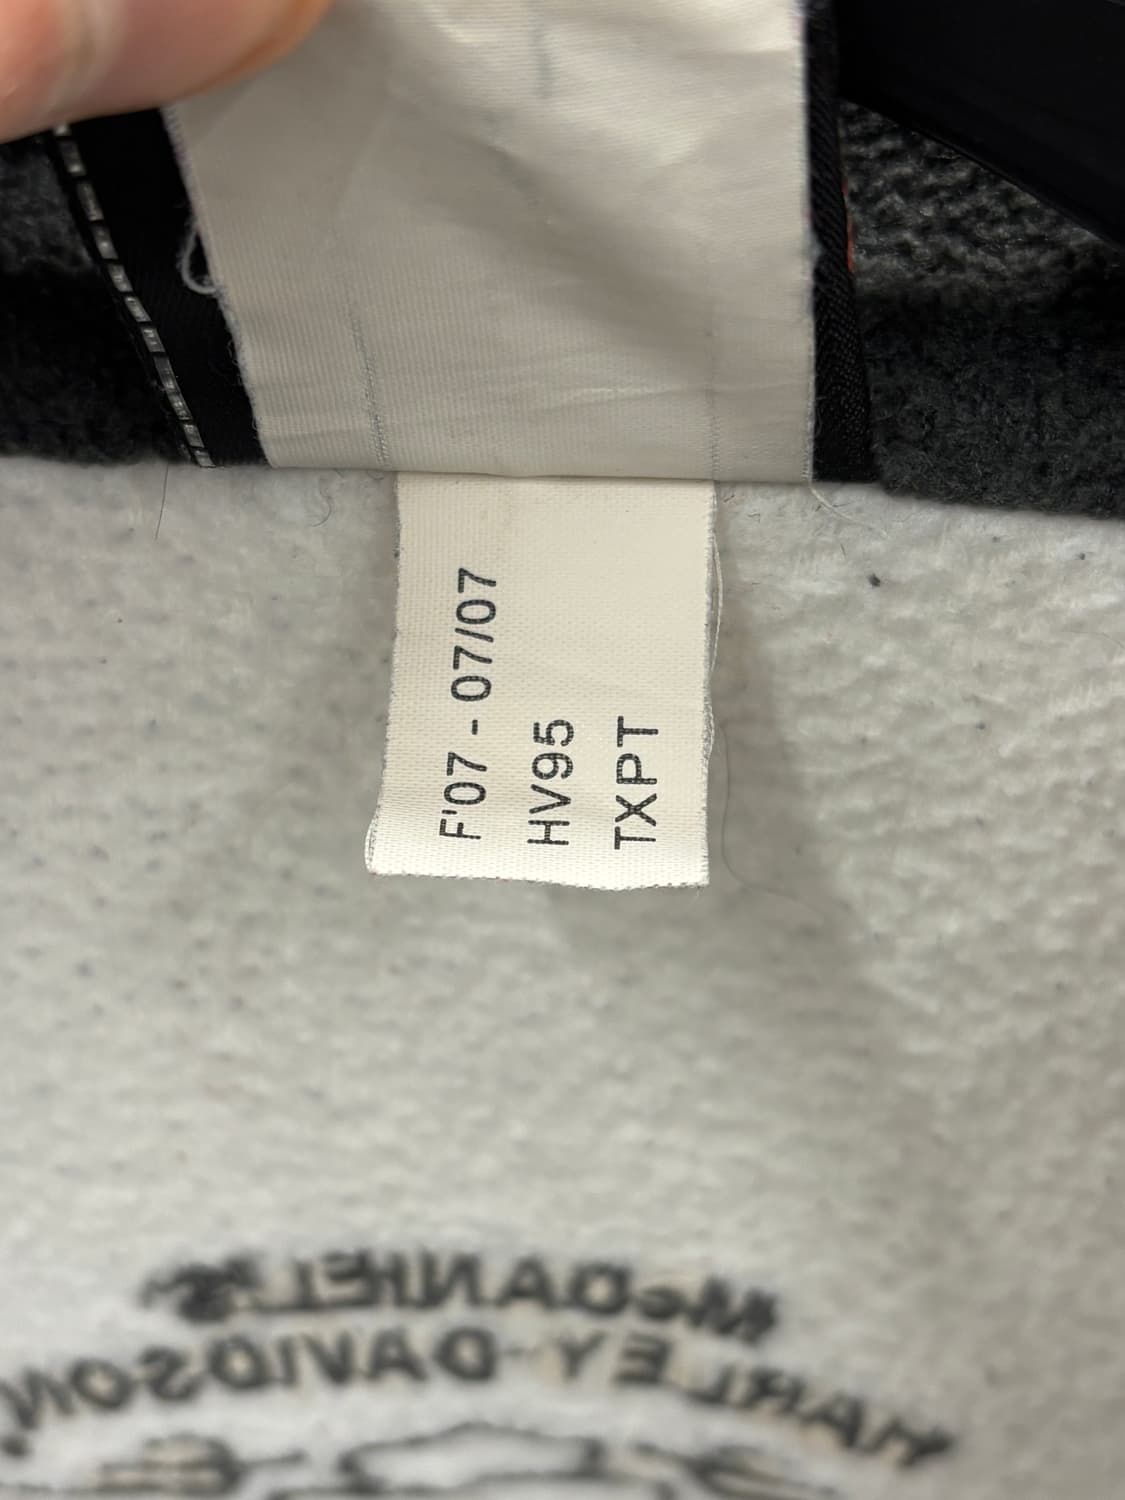 F'07 - 07/07
HV95
TXPT
McDANIEL'S
HARLEY-DAVIDSON